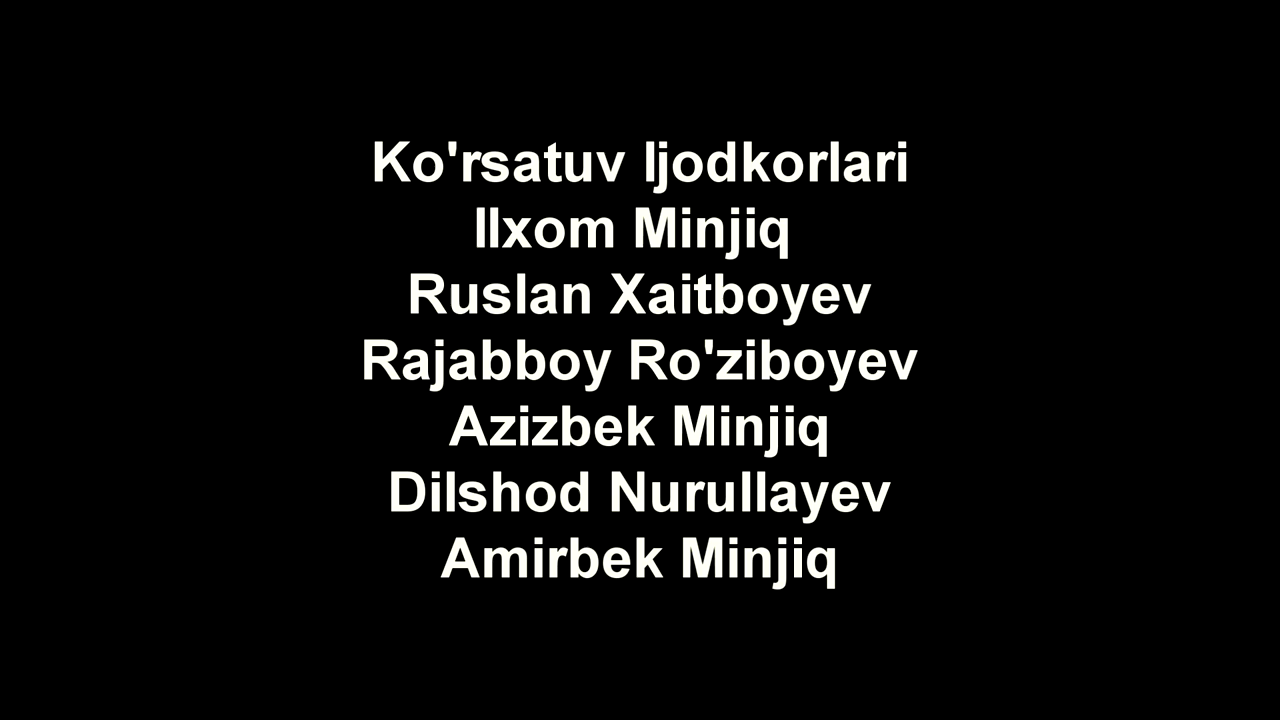 Ko'rsatuv Ijodkorlari
Ilxom Minjiq
Ruslan Xaitboyev
Rajabboy Ro'ziboyev
Azizbek Minjiq
Dilshod Nurullayev
Amirbek Minjiq